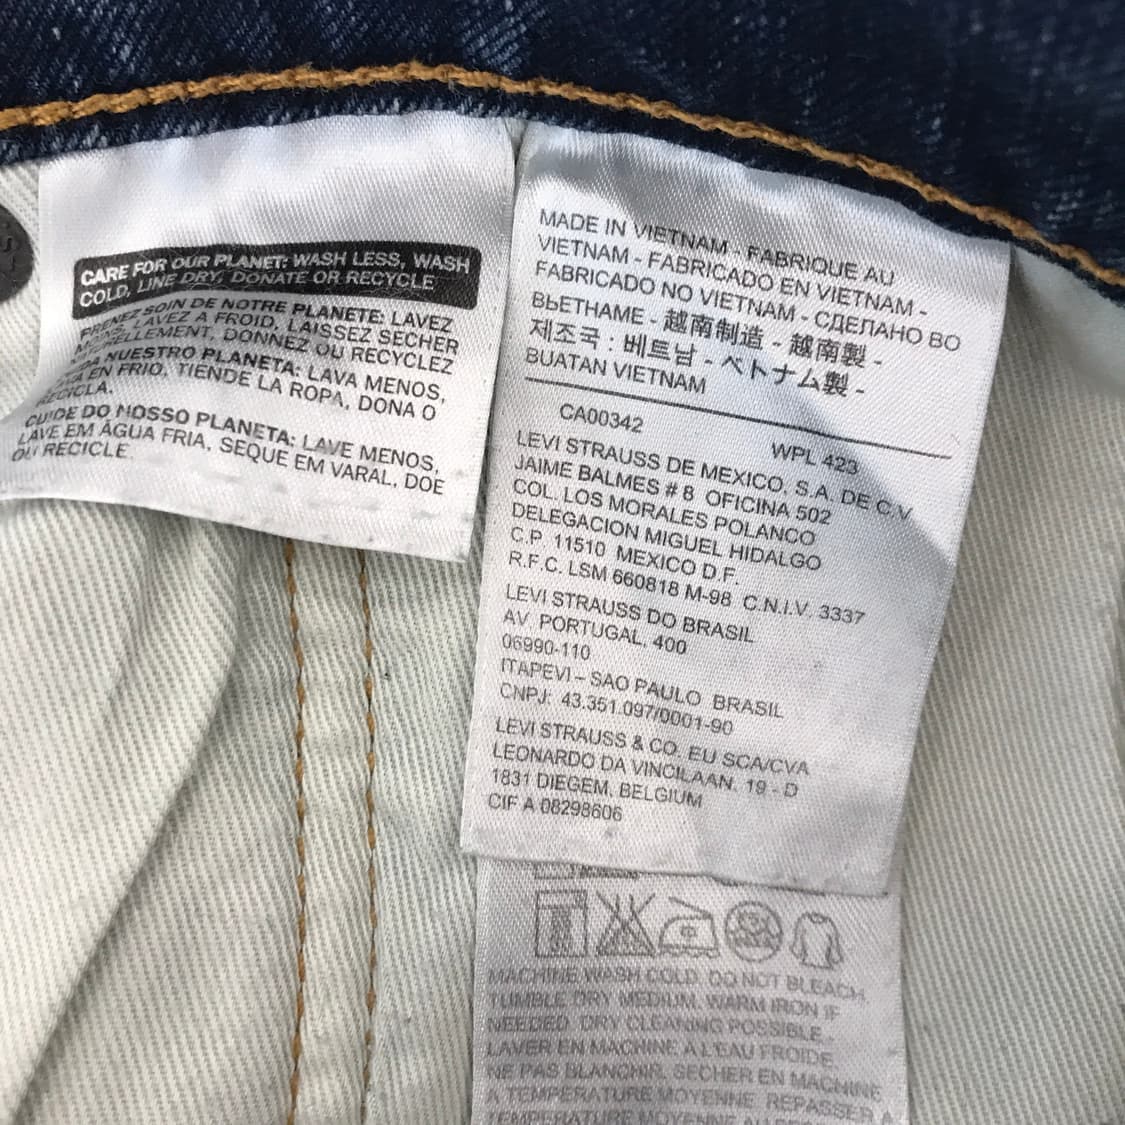 CARE FOR OUR PLANET: WASH LESS, WASH
COLD, LINE DRY, DONATE OR RECYCLE
PRENEZ SOIN DE NOTRE PLANETE: LAVEZ
MOINS, LAVEZ A FROID, LAISSEZ SECHER
DONNEZ OU RECYCLEZ
NUESTRO PLANETA: LAVA MENOS,
EN FRIO, TIENDE LA ROPA, DONA O
RECICLA.
CUIDE DO NOSSO PLANETA: LAVE MENOS,
LAVE EM ÁGUA FRIA, SEQUE EM VARAL, DOE
OU RECICLE
MADE IN VIETNAM - FABRIQUE AU
VIETNAM - FABRICADO EN VIETNAM -
FABRICADO NO VIETNAM - СДЕЛАНО ВО
ВЬЕТНАМЕ - 越南制造 - 越南製 -
제조국 : 베트남 - ベトナム製 -
BUATAN VIETNAM
CA00342 WPL 423
LEVI STRAUSS DE MEXICO, S.A. DE C.V.
JAIME BALMES # 8 OFICINA 502
COL. LOS MORALES POLANCO
DELEGACION MIGUEL HIDALGO
C.P. 11510 MEXICO D.F.
R.F.C. LSM 660818 M-98 C.N.I.V. 3337
LEVI STRAUSS DO BRASIL
AV PORTUGAL, 400
06990-110
ITAPEVI – SAO PAULO BRASIL
CNPJ: 43.351.097/0001-90
LEVI STRAUSS & CO. EU SCA/CVA
LEONARDO DA VINCILAAN. 19 - D
1831 DIEGEM, BELGIUM
CIF A 08298606
MACHINE WASH COLD. DO NOT BLEACH.
TUMBLE DRY MEDIUM. WARM IRON IF
NEEDED. DRY CLEANING POSSIBLE. -
LAVER EN MACHINE A L'EAU FROIDE.
NE PAS BLANCHIR. SECHER EN MACHINE
A TEMPERATURE MOYENNE. REPASSER A
TEMPERATURE MOYENNE AU